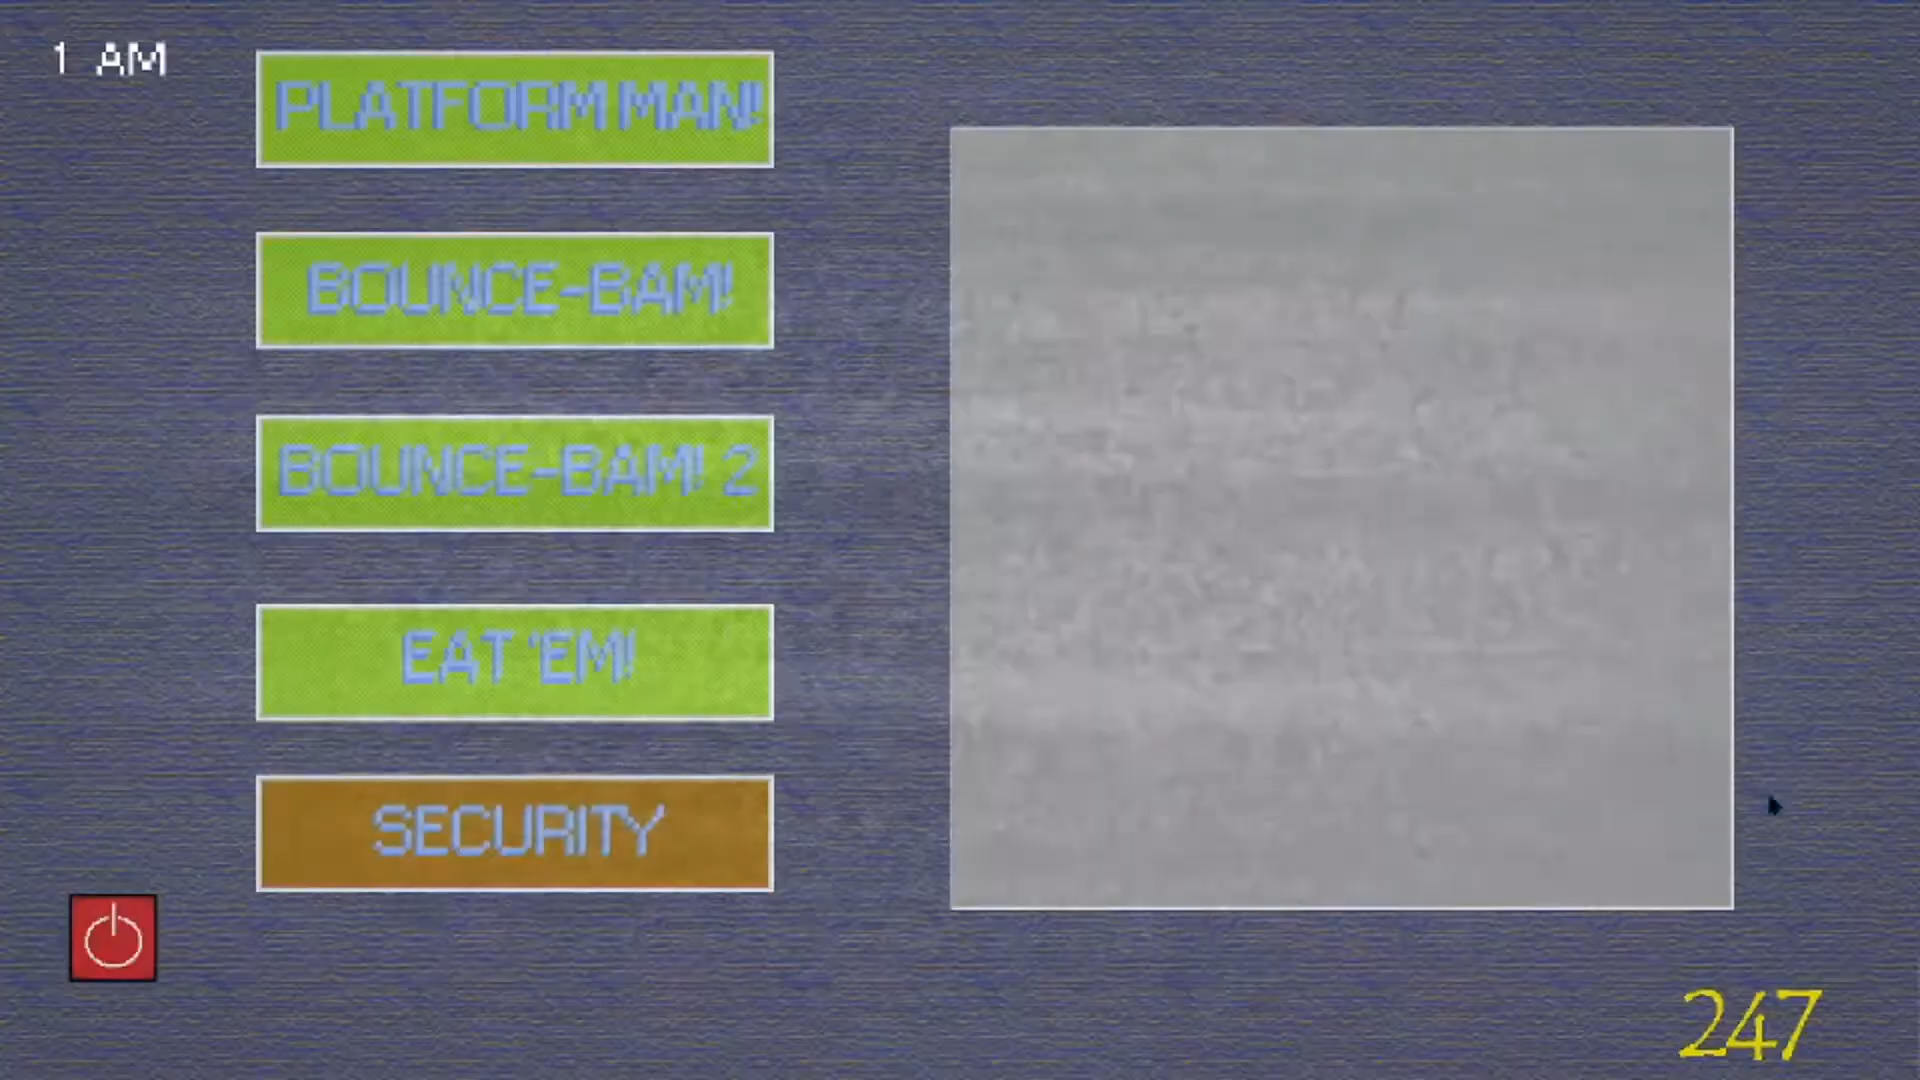 1 AM
PLATFORM MAN!
BOUNCE-BAM!
BOUNCE-BAM! 2
EAT 'EM!
SECURITY
247